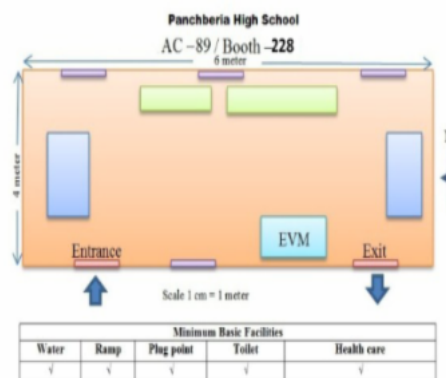 Panchberia High School
AC –89 / Booth –228
6 meter
4 meter
EVM
Entrance
Exit
Scale 1 cm = 1 meter
Minimum Basic Facilities
Water Ramp Plug point Toilet Health care
√ √ √ √ √